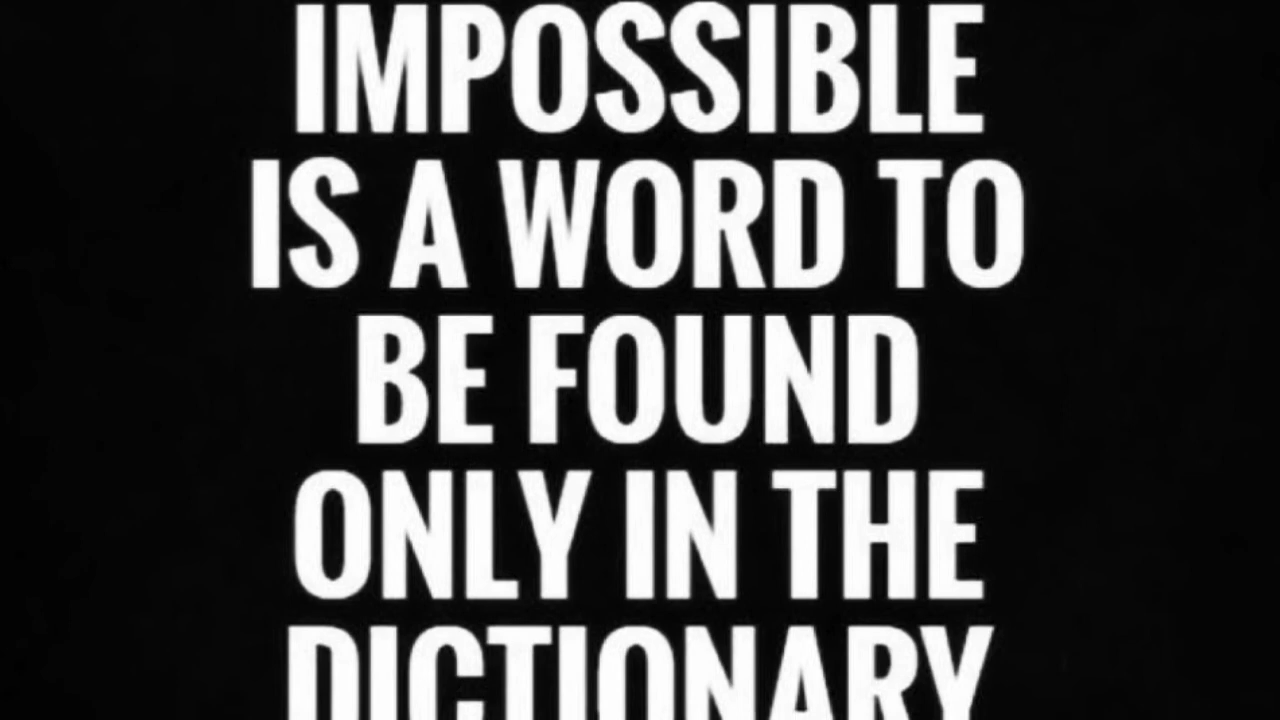 IMPOSSIBLE
IS A WORD TO
BE FOUND
ONLY IN THE
DICTIONARY